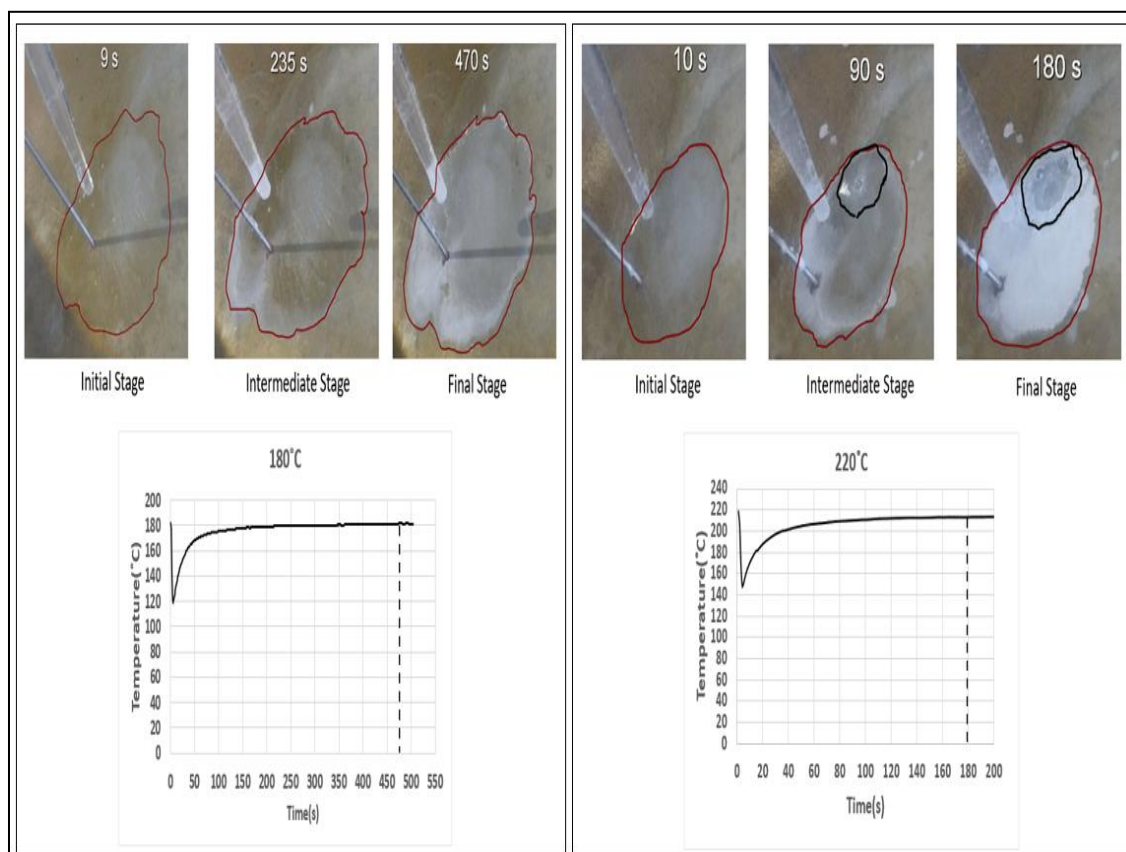 9 s
235 s
470 s
Initial Stage
Intermediate Stage
Final Stage
180˚C
Temperature(˚C)
200
180
160
140
120
100
80
60
40
20
0
0 50 100 150 200 250 300 350 400 450 500 550
Time(s)
10 s
90 s
180 s
Initial Stage
Intermediate Stage
Final Stage
220˚C
Temperature(˚C)
240
220
200
180
160
140
120
100
80
60
40
20
0
0 20 40 60 80 100 120 140 160 180 200
Time(s)